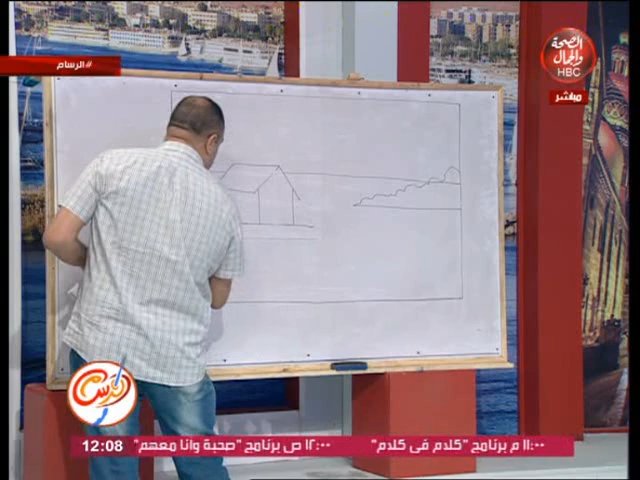 الصحة
والجمال
HBC
مباشر
#الرسام
الرسام
12:08
١١:٠٠ م برنامج "كلام فى كلام"
١٢:٠٠ ص برنامج "صحبة وانا معهم"